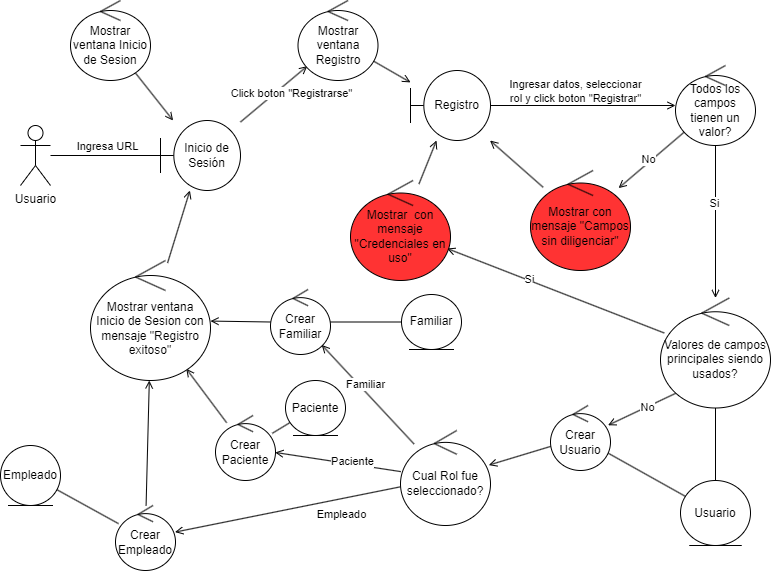 Mostrar
ventana Inicio
de Sesion
Mostrar
ventana
Registro
Click boton "Registrarse"
Registro
Ingresar datos, seleccionar
rol y click boton "Registrar"
Todos los
campos
tienen un
valor?
Usuario
Ingresa URL
Inicio de
Sesión
No
Si
Mostrar con
mensaje
"Credenciales en
uso"
Mostrar con
mensaje "Campos
sin diligenciar"
Si
Mostrar ventana
Inicio de Sesion con
mensaje "Registro
exitoso"
Crear
Familiar
Familiar
Valores de campos
principales siendo
usados?
Familiar
No
Paciente
Crear
Paciente
Paciente
Cual Rol fue
seleccionado?
Crear
Usuario
Empleado
Empleado
Crear
Empleado
Usuario